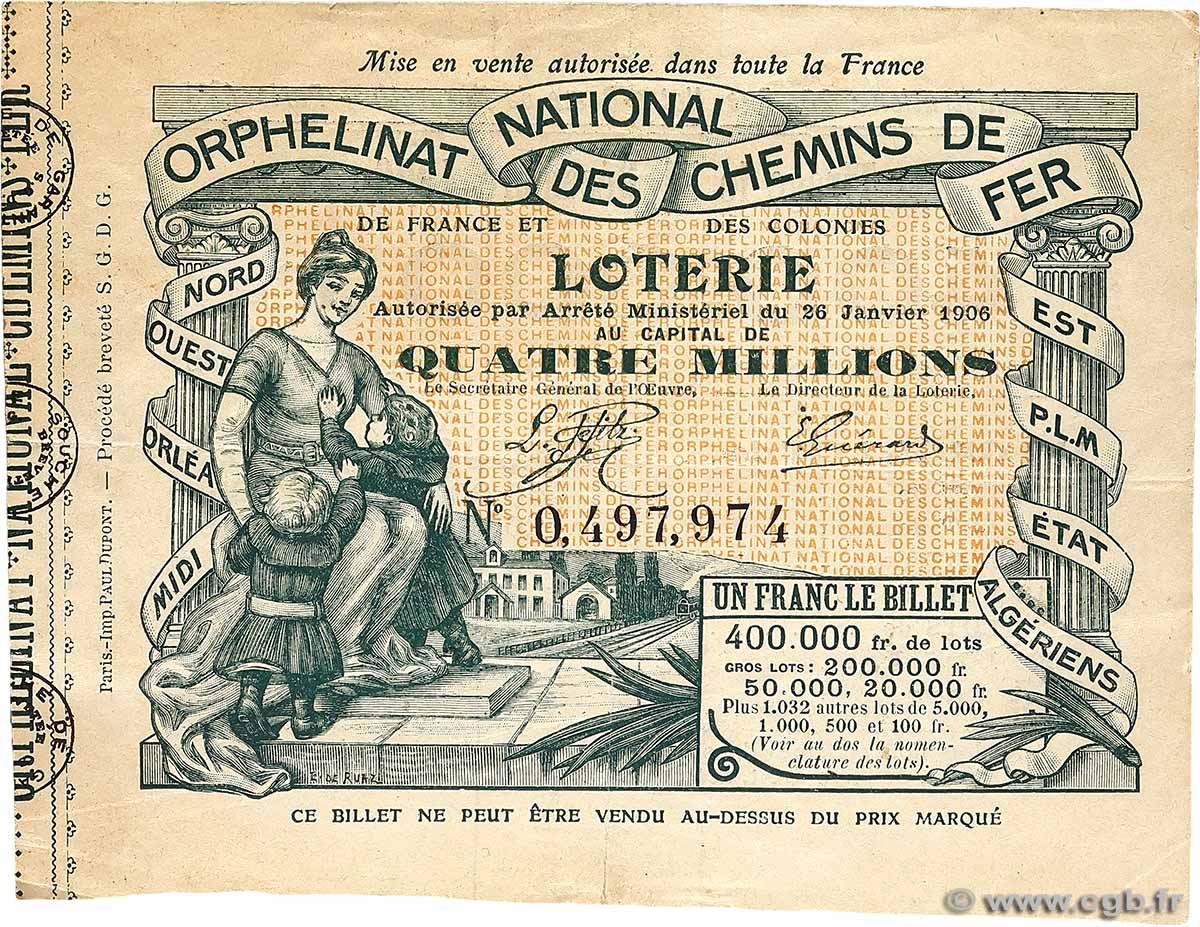 Mise en vente autorisée dans toute la France
ORPHELINAT NATIONAL DES CHEMINS DE FER
DE FRANCE ET DES COLONIES
LOTERIE
Autorisée par Arrêté Ministériel du 26 Janvier 1906
AU CAPITAL DE
QUATRE MILLIONS
Le Secrétaire Général de l'Œuvre, Le Directeur de la Loterie,
Nº 0,497,974
NORD
OUEST
ORLÉA
MIDI
EST
P.L.M
ÉTAT
ALGÉRIENS
UN FRANC LE BILLET
400.000 fr. de lots
GROS LOTS : 200.000 fr.
50.000, 20.000 fr.
Plus 1.032 autres lots de 5.000,
1.000, 500 et 100 fr.
(Voir au dos la nomen-
clature des lots).
E. DE RUAZ
CE BILLET NE PEUT ÊTRE VENDU AU-DESSUS DU PRIX MARQUÉ
Paris.-Imp. PAUL DUPONT. — Procédé breveté S. G. D. G.
© www.cgb.fr